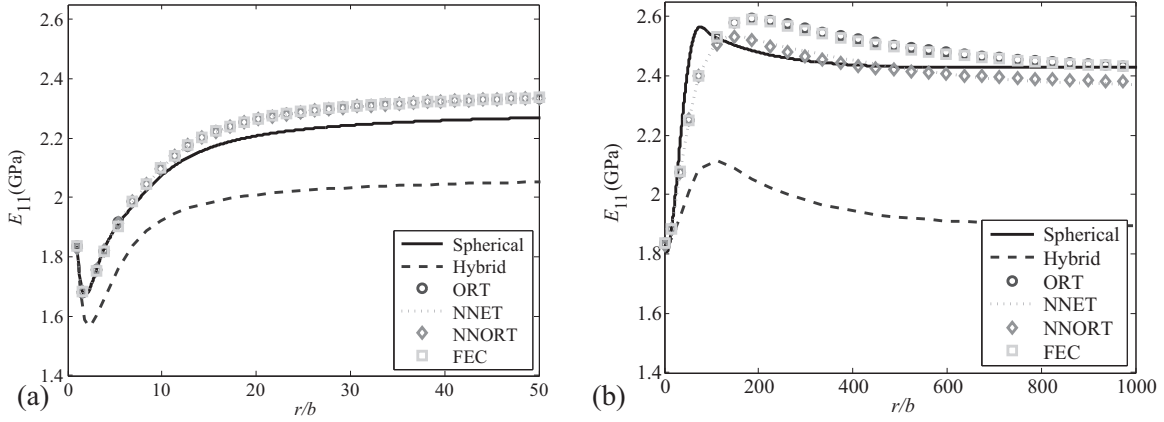 2.6
2.4
2.2
2
1.8
1.6
1.4
E11(GPa)
0
10
20
30
40
50
r/b
(a)
Spherical
Hybrid
ORT
NNET
NNORT
FEC
2.6
2.4
2.2
2
1.8
1.6
1.4
E11(GPa)
0
200
400
600
800
1000
r/b
(b)
Spherical
Hybrid
ORT
NNET
NNORT
FEC